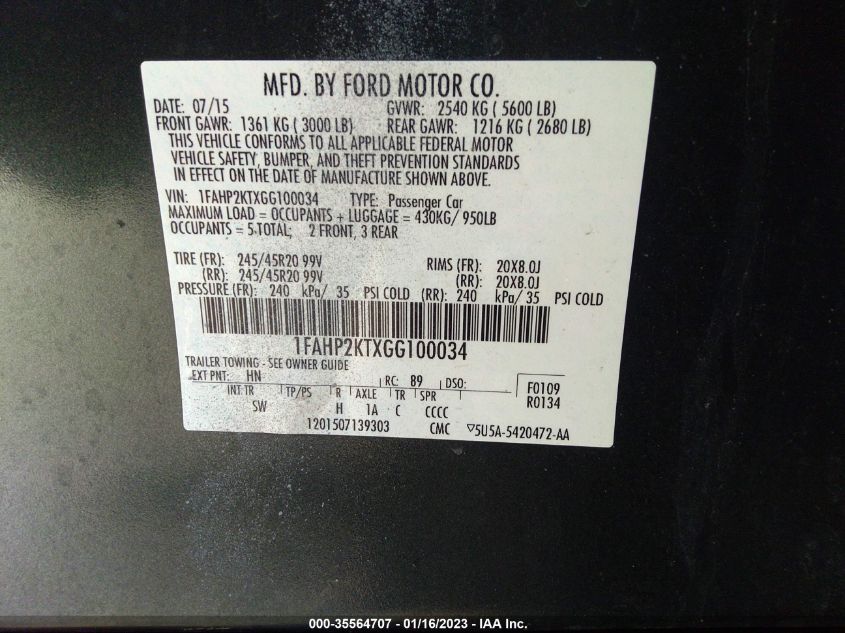 MFD. BY FORD MOTOR CO.
DATE: 07/15 GVWR: 2540 KG ( 5600 LB)
FRONT GAWR: 1361 KG ( 3000 LB) REAR GAWR: 1216 KG ( 2680 LB)
THIS VEHICLE CONFORMS TO ALL APPLICABLE FEDERAL MOTOR
VEHICLE SAFETY, BUMPER, AND THEFT PREVENTION STANDARDS
IN EFFECT ON THE DATE OF MANUFACTURE SHOWN ABOVE.
VIN: 1FAHP2KTXGG100034 TYPE: Passenger Car
MAXIMUM LOAD = OCCUPANTS + LUGGAGE = 430KG/ 950LB
OCCUPANTS = 5 TOTAL; 2 FRONT, 3 REAR
TIRE (FR): 245/45R20 99V RIMS (FR): 20X8.0J
(RR): 245/45R20 99V (RR): 20X8.0J
PRESSURE (FR): 240 kPa/ 35 PSI COLD (RR): 240 kPa/ 35 PSI COLD
1FAHP2KTXGG100034
TRAILER TOWING - SEE OWNER GUIDE
EXT PNT: HN RC: 89 DSO: F0109
INT TR TP/PS R AXLE TR SPR R0134
SW H 1A C CCCC
1201507139303 CMC ▽5U5A-5420472-AA
000-35564707 - 01/16/2023 - IAA Inc.